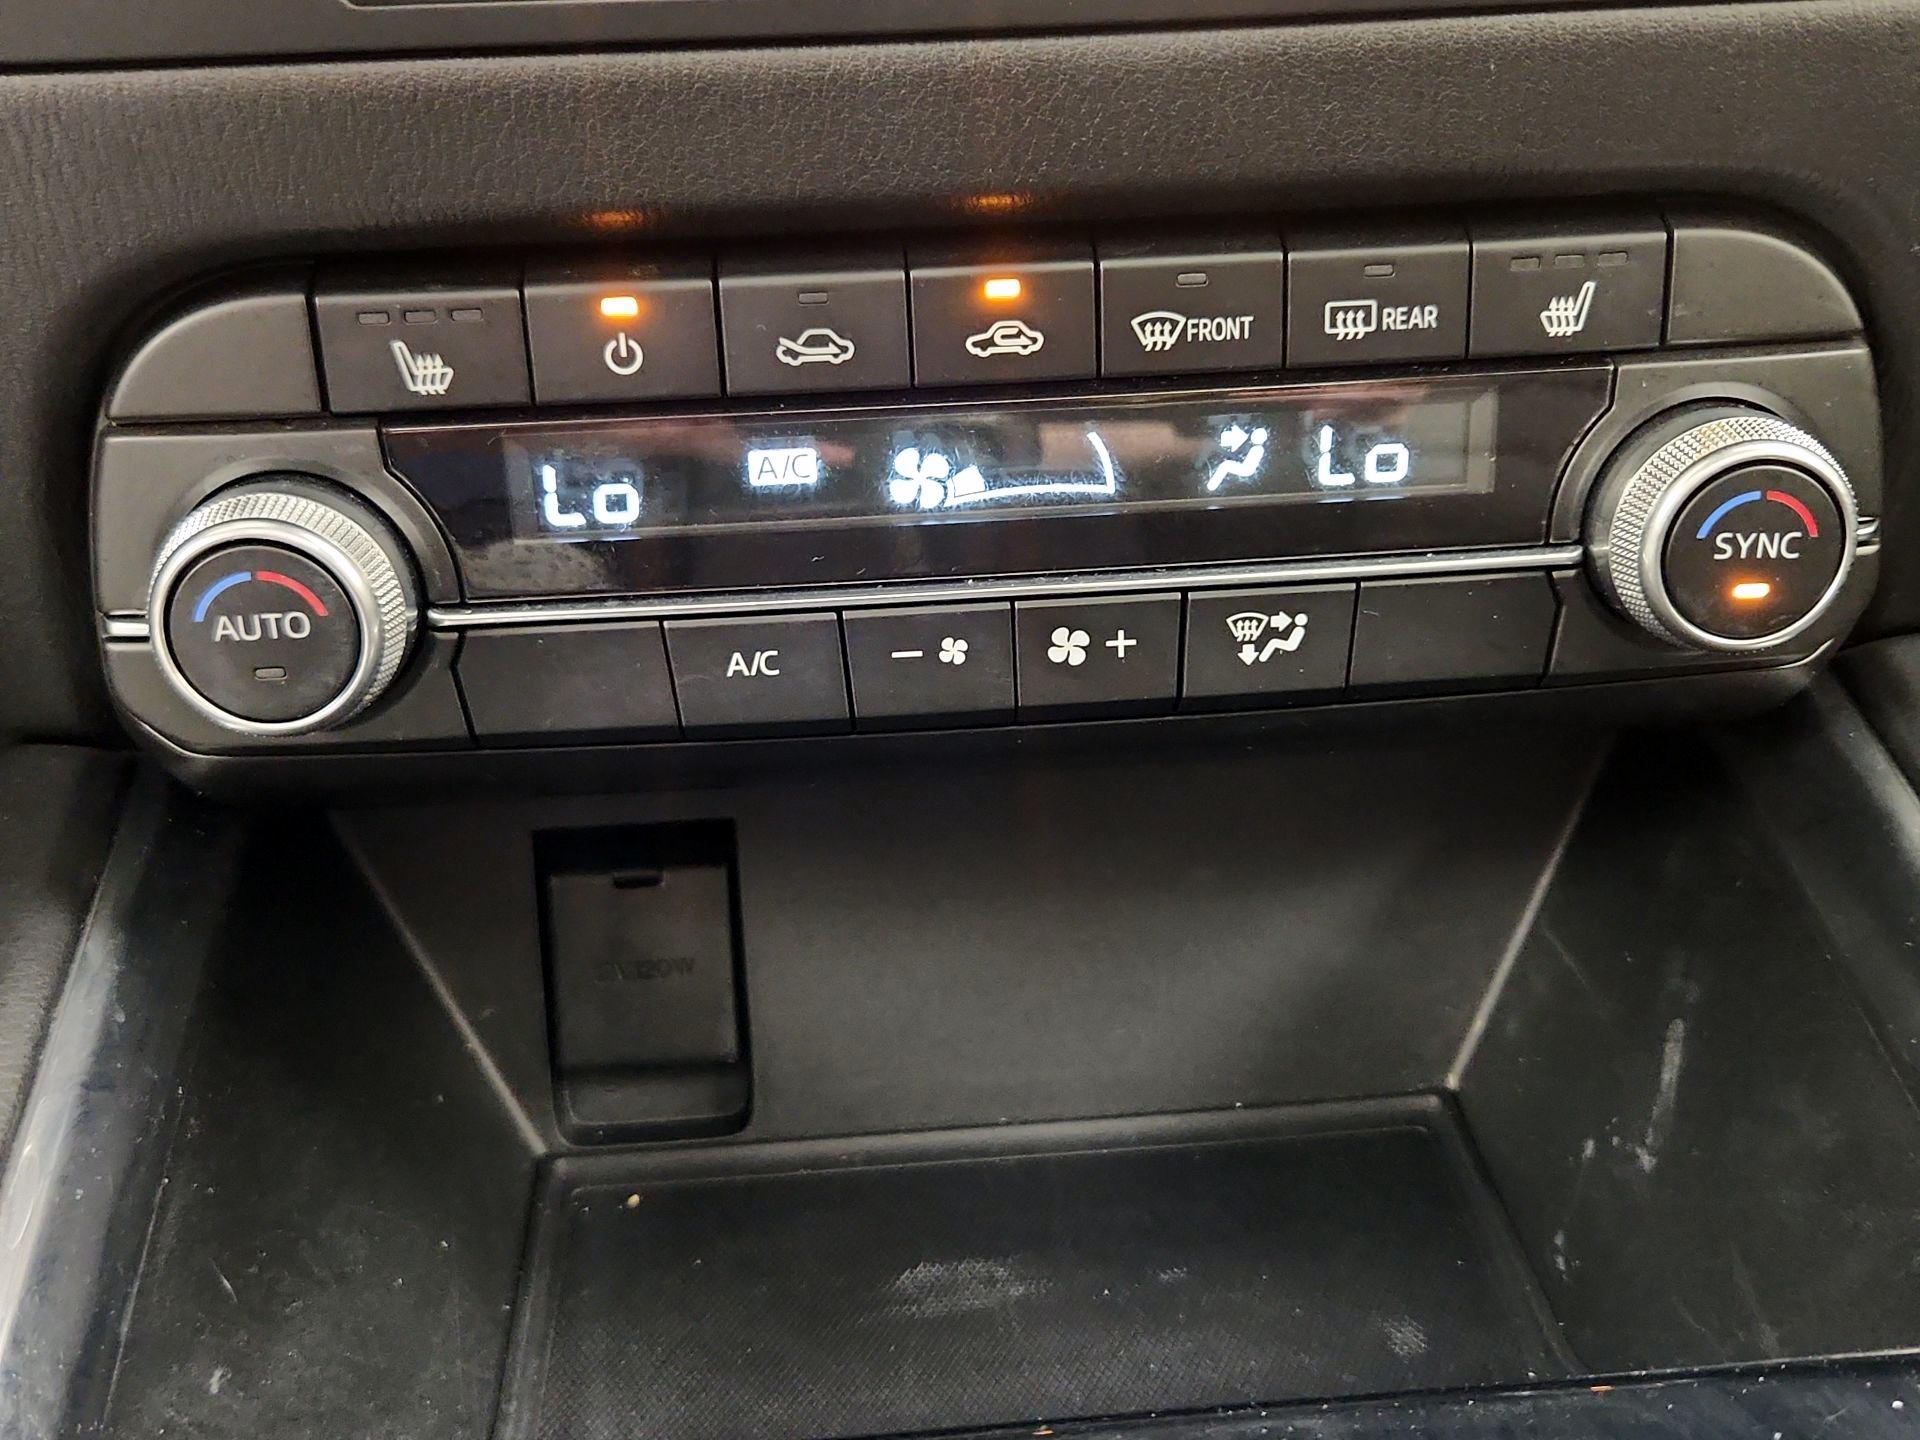 FRONT
REAR
Lo
A/C
Lo
AUTO
SYNC
A/C
−
+